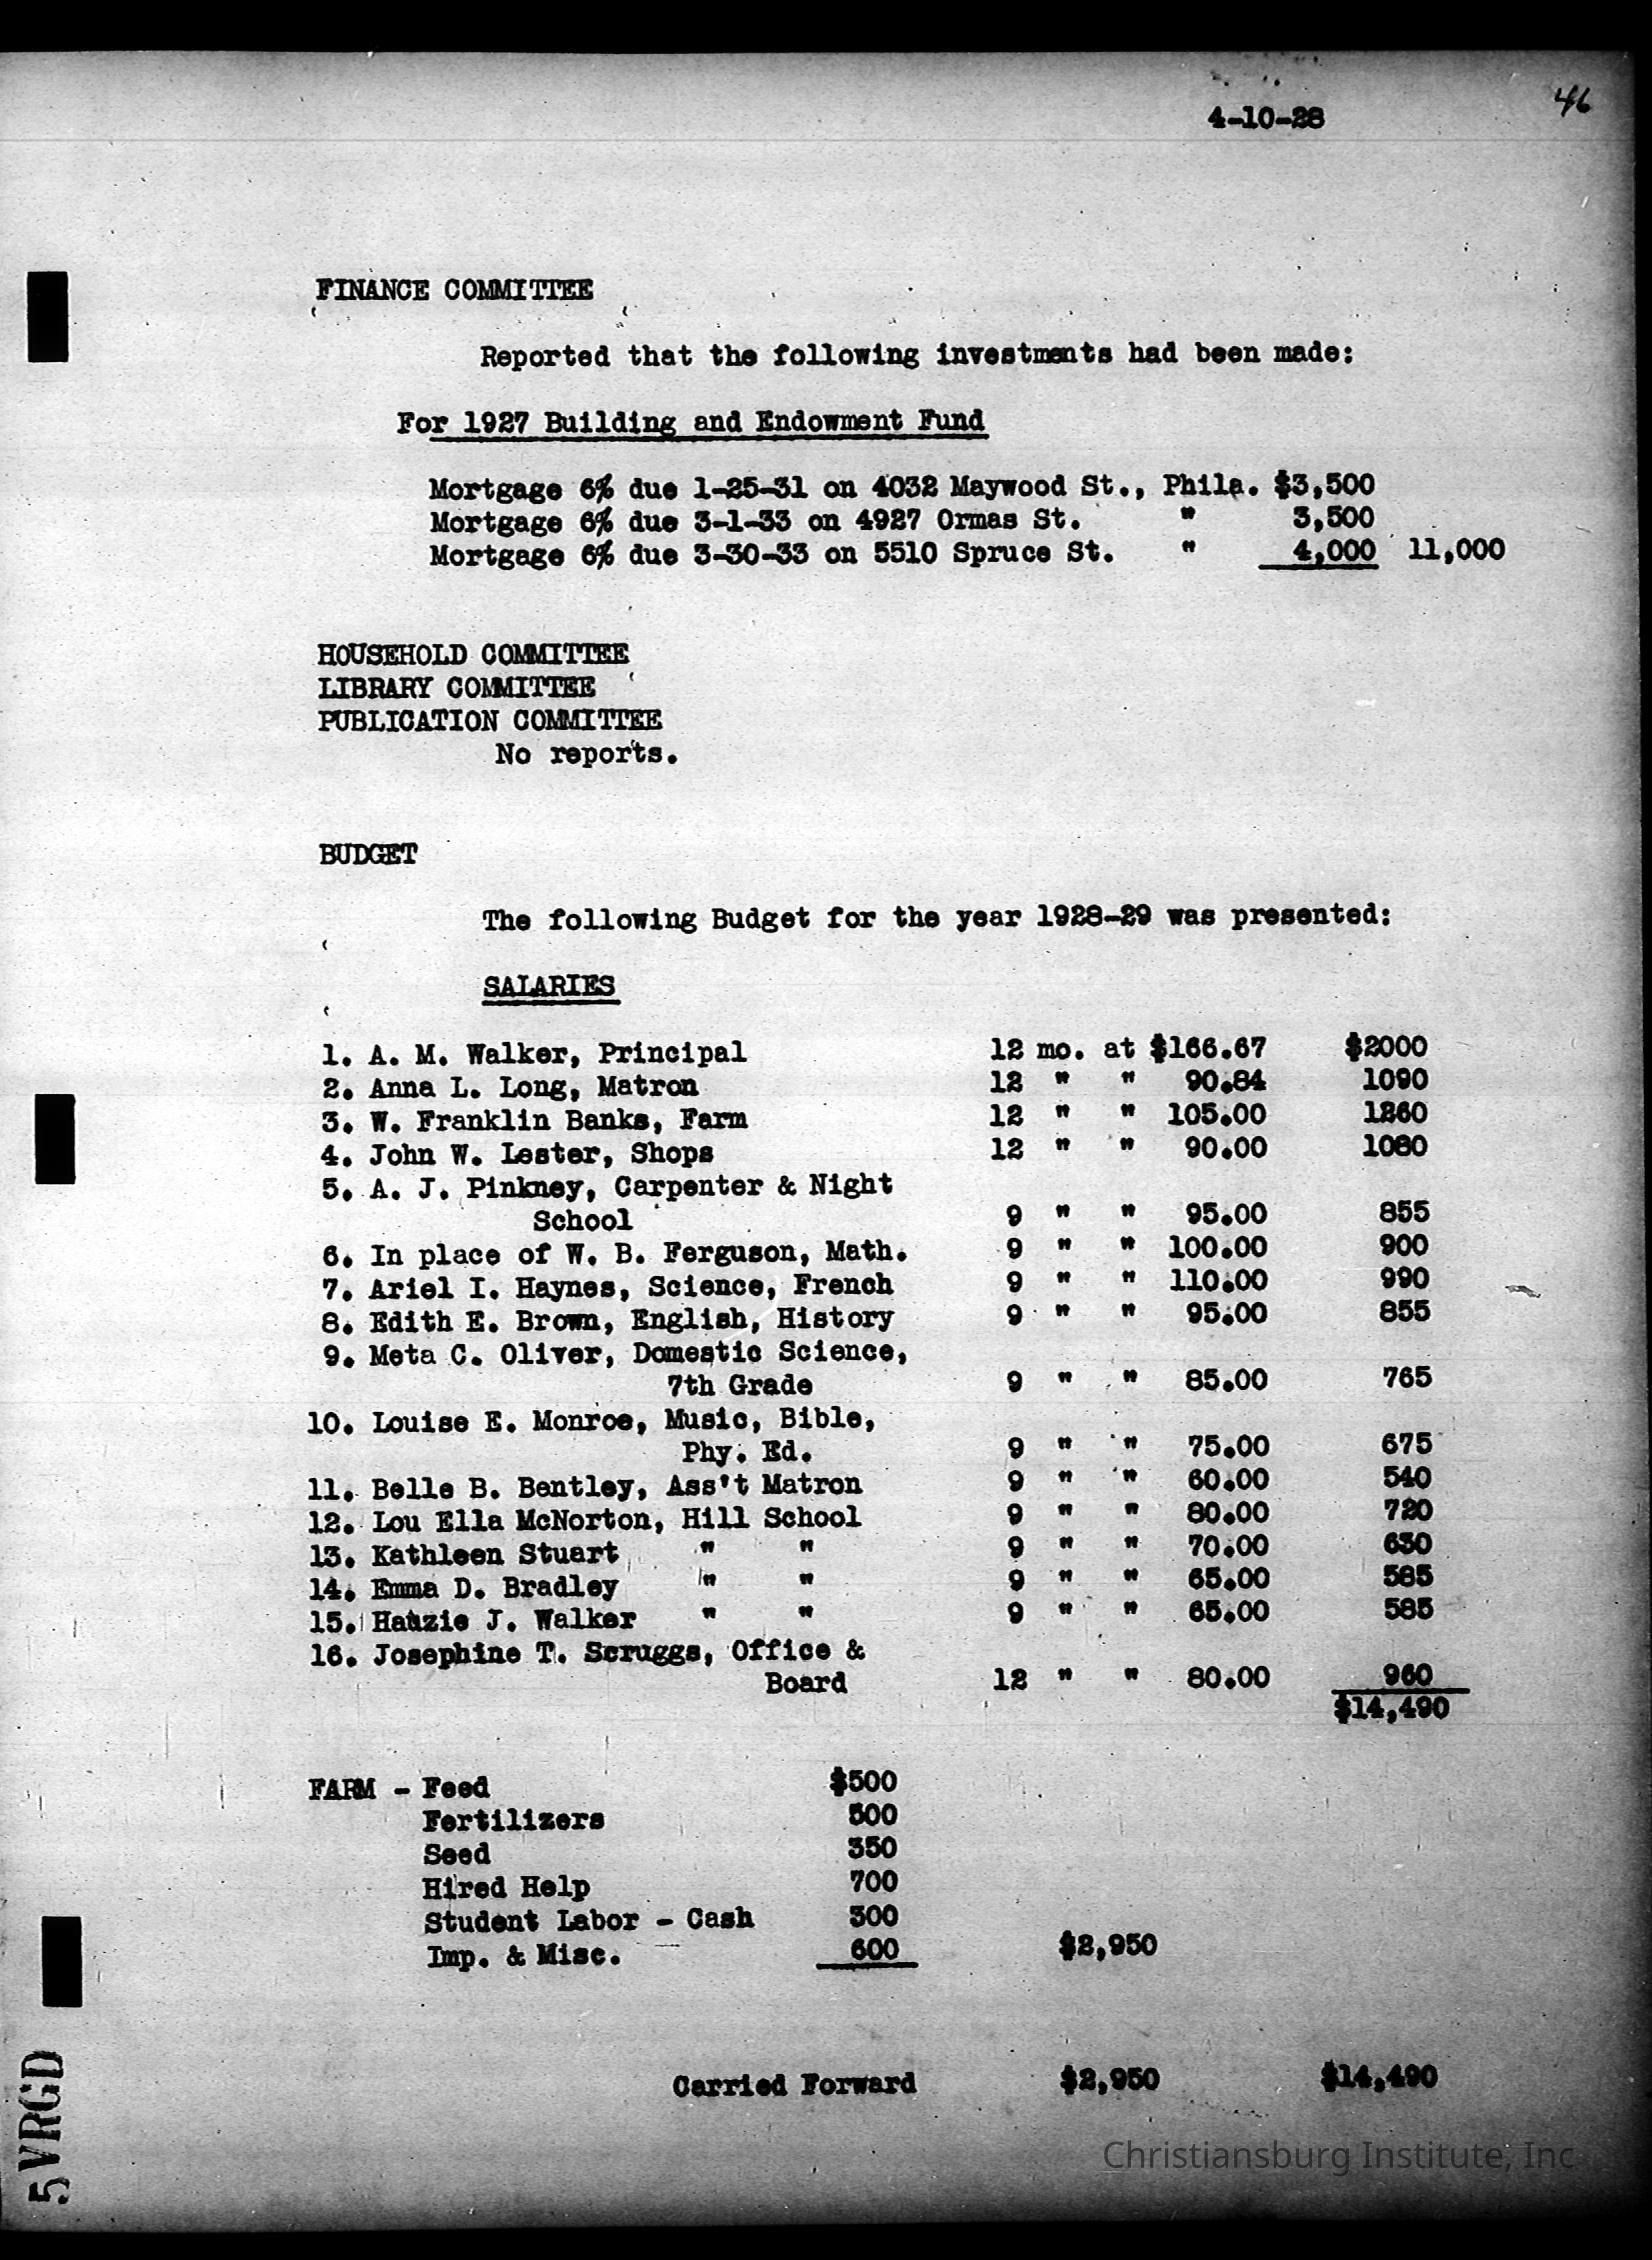 46
4-10-28
FINANCE COMMITTEE
Reported that the following investments had been made:
For 1927 Building and Endowment Fund
Mortgage 6% due 1-25-31 on 4032 Maywood St., Phila. $3,500
Mortgage 6% due 3-1-33 on 4927 Ormas St. " 3,500
Mortgage 6% due 3-30-33 on 5510 Spruce St. " 4,000 11,000
HOUSEHOLD COMMITTEE
LIBRARY COMMITTEE
PUBLICATION COMMITTEE
No reports.
BUDGET
The following Budget for the year 1928-29 was presented:
SALARIES
1. A. M. Walker, Principal 12 mo. at $166.67 $2000
2. Anna L. Long, Matron 12 " " 90.84 1090
3. W. Franklin Banks, Farm 12 " " 105.00 1260
4. John W. Lester, Shops 12 " " 90.00 1080
5. A. J. Pinkney, Carpenter & Night
School 9 " " 95.00 855
6. In place of W. B. Ferguson, Math. 9 " " 100.00 900
7. Ariel I. Haynes, Science, French 9 " " 110.00 990
8. Edith E. Brown, English, History 9 " " 95.00 855
9. Meta C. Oliver, Domestic Science,
7th Grade 9 " " 85.00 765
10. Louise E. Monroe, Music, Bible,
Phy. Ed. 9 " " 75.00 675
11. Belle B. Bentley, Ass't Matron 9 " " 60.00 540
12. Lou Ella McNorton, Hill School 9 " " 80.00 720
13. Kathleen Stuart " " 9 " " 70.00 630
14. Emma D. Bradley " " 9 " " 65.00 585
15. Hauzie J. Walker " " 9 " " 65.00 585
16. Josephine T. Scruggs, Office &
Board 12 " " 80.00 960
$14,490
FARM - Feed $500
Fertilizers 500
Seed 350
Hired Help 700
Student Labor - Cash 300
Imp. & Misc. 600 $2,950
Carried Forward $2,950 $14,490
5VRGD
Christiansburg Institute, Inc